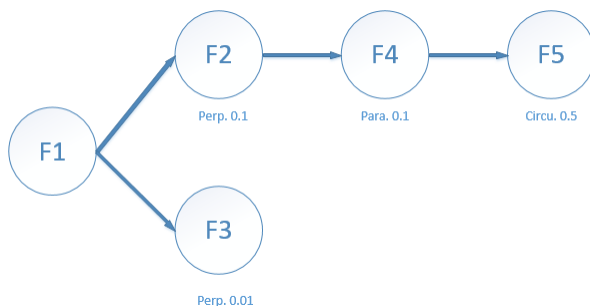 F2
F4
F5
Perp. 0.1
Para. 0.1
Circu. 0.5
F1
F3
Perp. 0.01